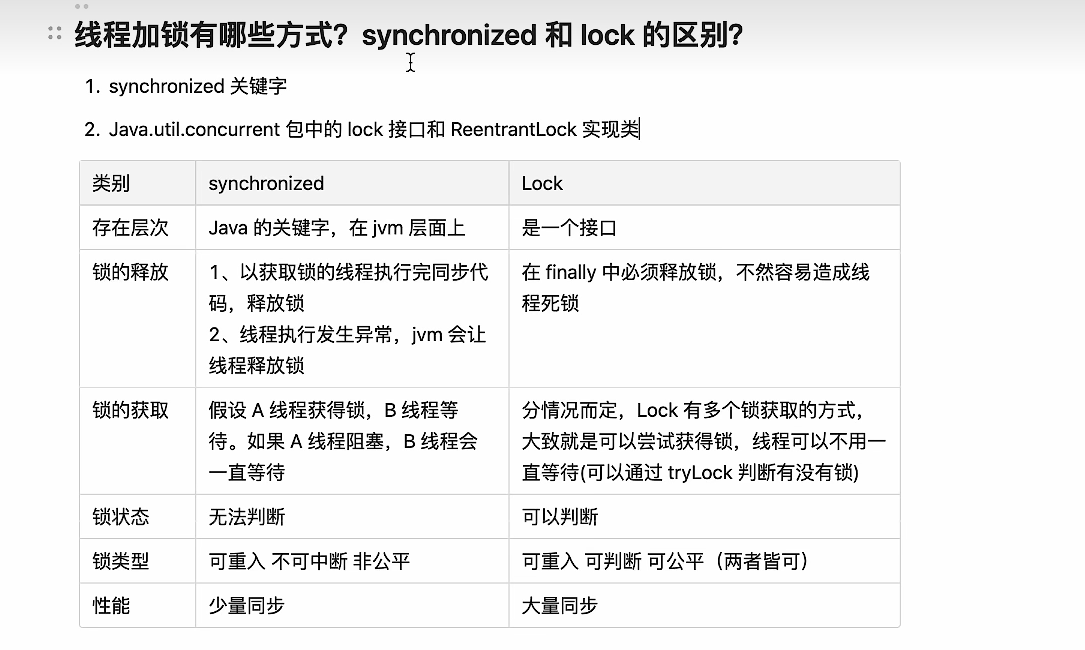 线程加锁有哪些方式？synchronized 和 lock 的区别？
1. synchronized 关键字
2. Java.util.concurrent 包中的 lock 接口和 ReentrantLock 实现类
类别 synchronized Lock
存在层次 Java 的关键字，在 jvm 层面上 是一个接口
锁的释放 1、以获取锁的线程执行完同步代 在 finally 中必须释放锁，不然容易造成线
码，释放锁 程死锁
2、线程执行发生异常，jvm 会让
线程释放锁
锁的获取 假设 A 线程获得锁，B 线程等 分情况而定，Lock 有多个锁获取的方式，
待。如果 A 线程阻塞，B 线程会 大致就是可以尝试获得锁，线程可以不用一
一直等待 直等待(可以通过 tryLock 判断有没有锁)
锁状态 无法判断 可以判断
锁类型 可重入 不可中断 非公平 可重入 可判断 可公平（两者皆可）
性能 少量同步 大量同步